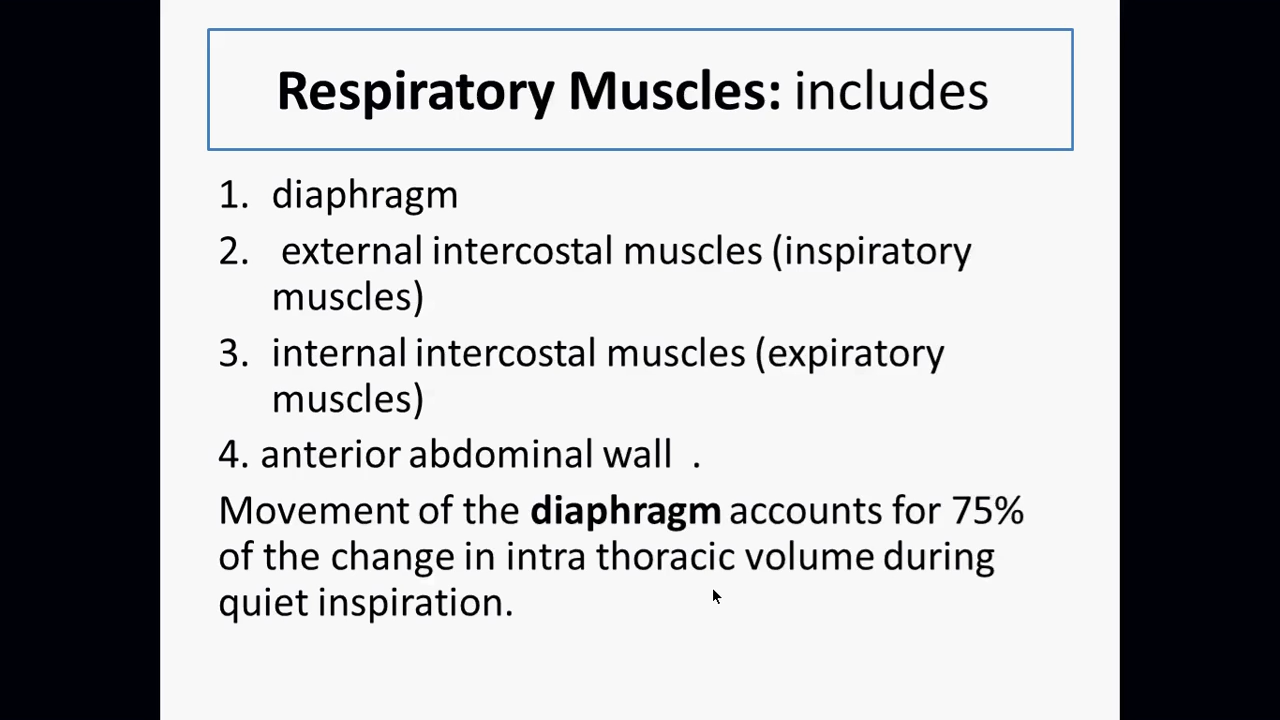 Respiratory Muscles: includes
1. diaphragm
2. external intercostal muscles (inspiratory
muscles)
3. internal intercostal muscles (expiratory
muscles)
4. anterior abdominal wall .
Movement of the diaphragm accounts for 75%
of the change in intra thoracic volume during
quiet inspiration.